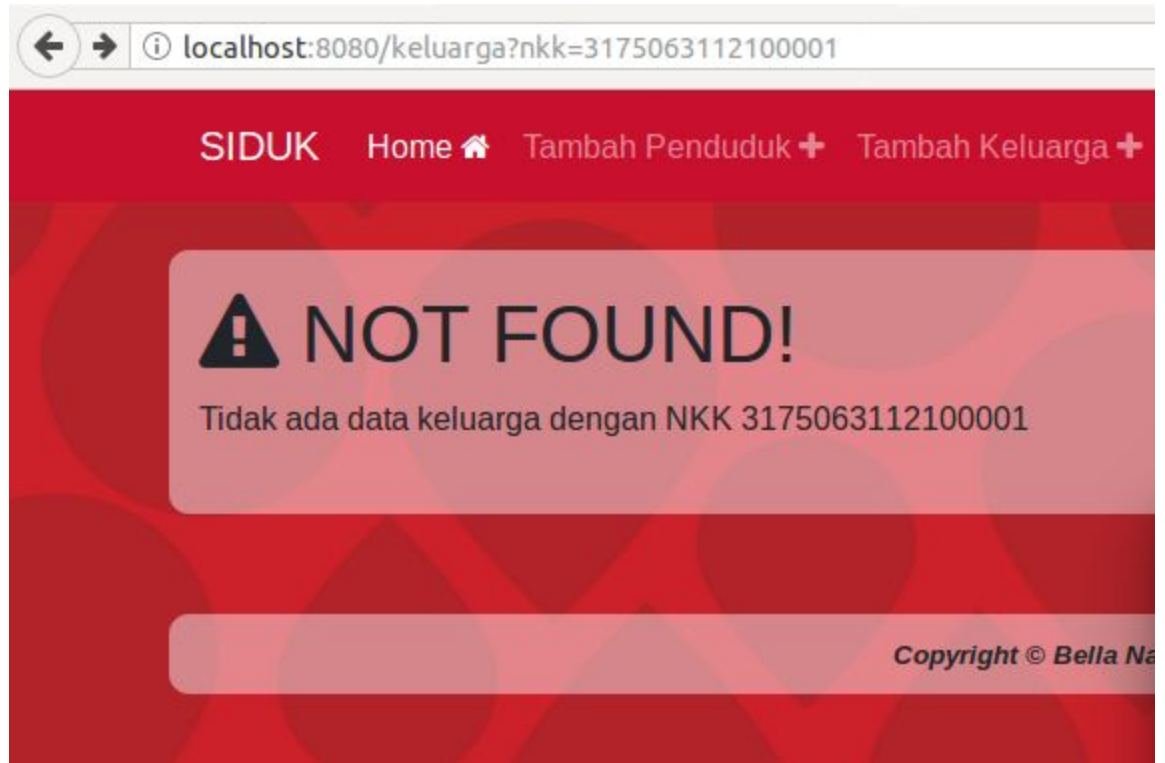 localhost:8080/keluarga?nkk=3175063112100001
SIDUK Home Tambah Penduduk Tambah Keluarga
NOT FOUND!
Tidak ada data keluarga dengan NKK 3175063112100001
Copyright © Bella